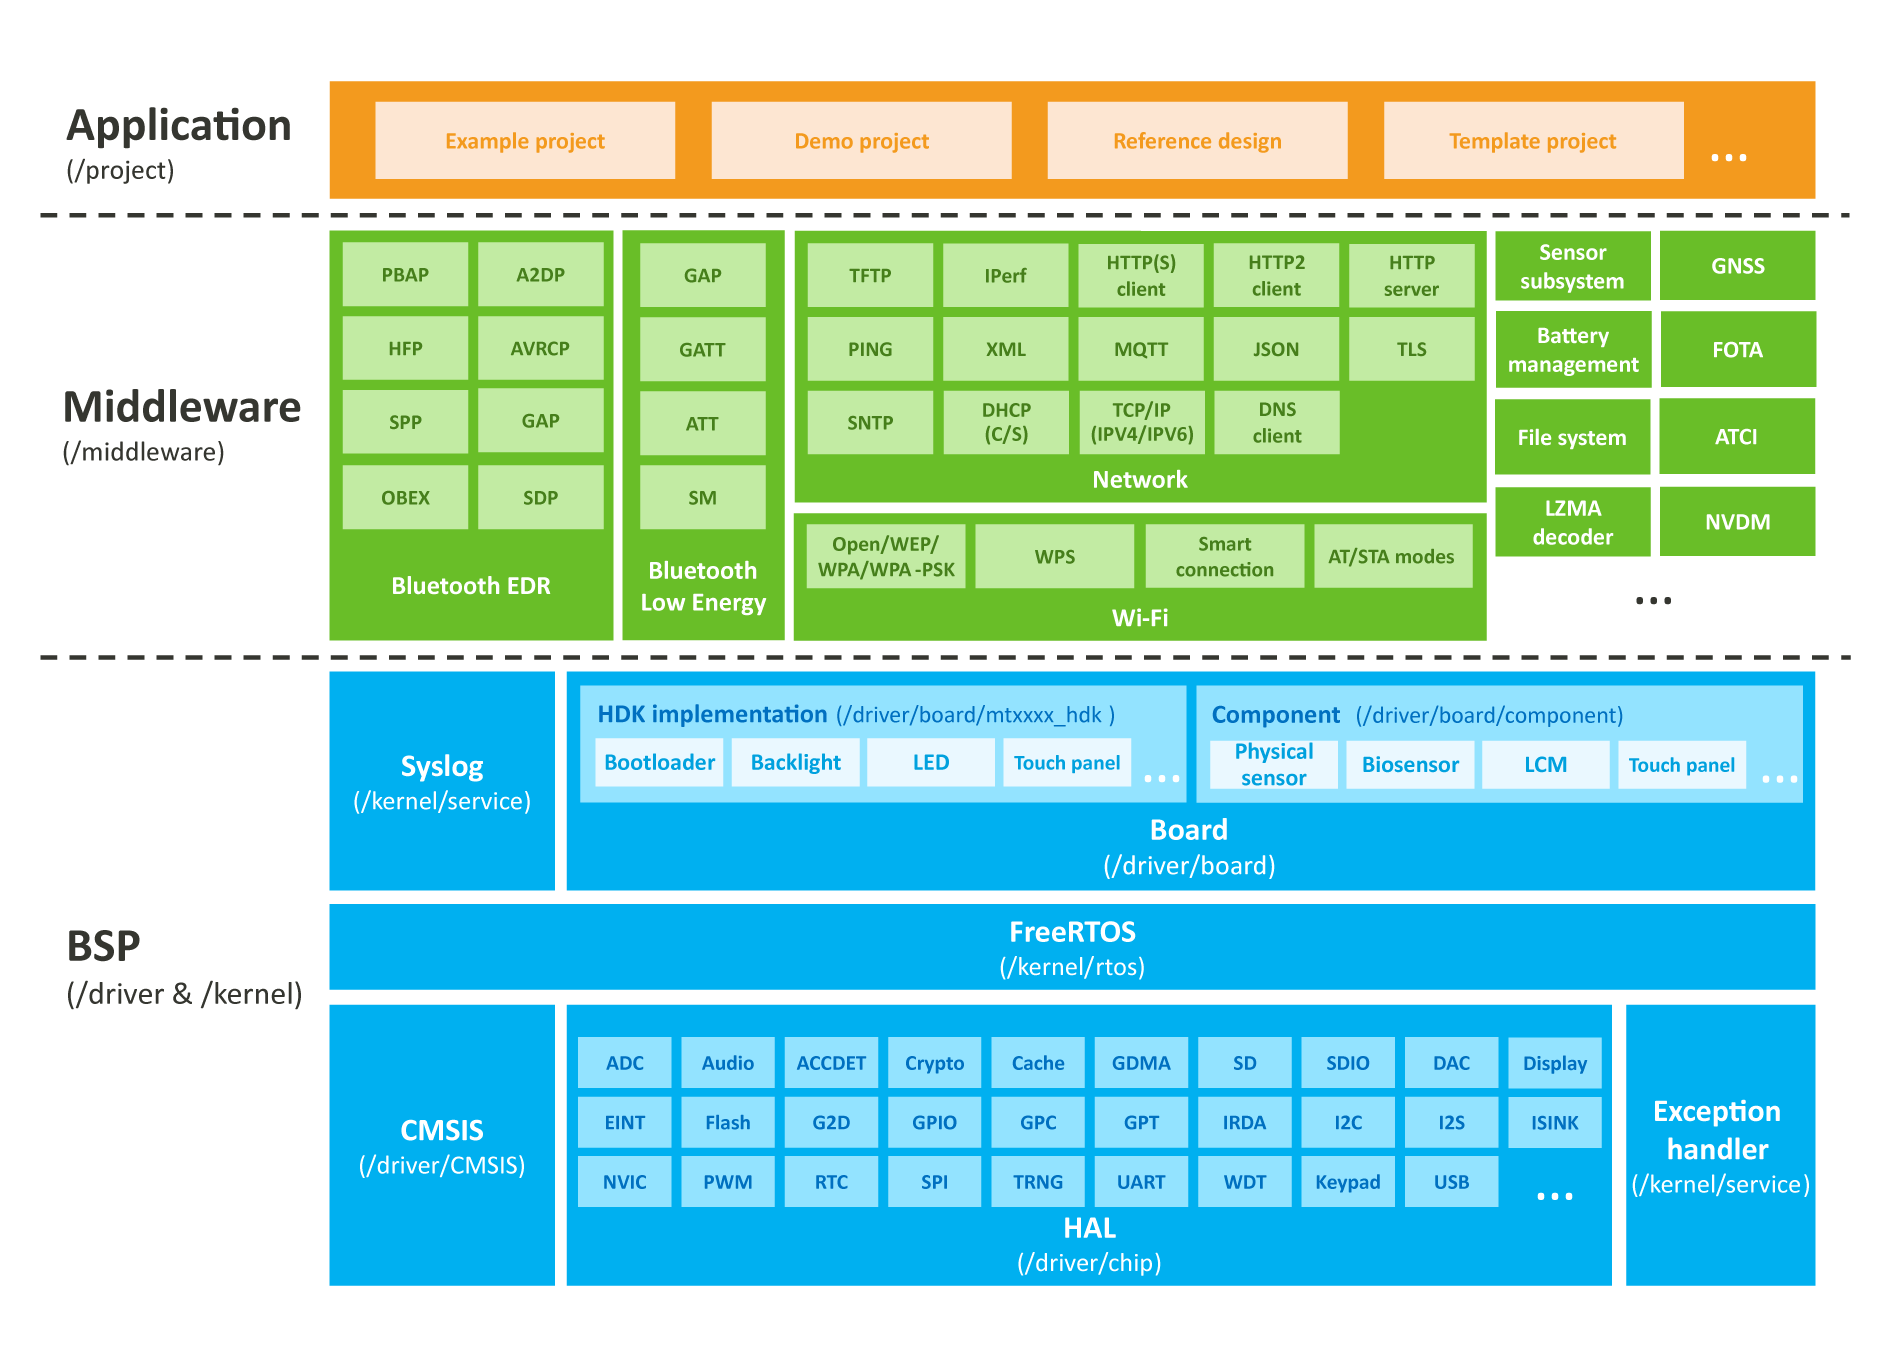 Application
(/project)
Example project
Demo project
Reference design
Template project
...
Middleware
(/middleware)
PBAP
A2DP
HFP
AVRCP
SPP
GAP
OBEX
SDP
Bluetooth EDR
GAP
GATT
ATT
SM
Bluetooth
Low Energy
TFTP
IPerf
HTTP(S)
client
HTTP2
client
HTTP
server
PING
XML
MQTT
JSON
TLS
SNTP
DHCP
(C/S)
TCP/IP
(IPV4/IPV6)
DNS
client
Network
Open/WEP/
WPA/WPA -PSK
WPS
Smart
connection
AT/STA modes
Wi-Fi
Sensor
subsystem
GNSS
Battery
management
FOTA
File system
ATCI
LZMA
decoder
NVDM
...
BSP
(/driver & /kernel)
Syslog
(/kernel/service)
HDK implementation (/driver/board/mtxxxx_hdk )
Bootloader
Backlight
LED
Touch panel
...
Component (/driver/board/component)
Physical
sensor
Biosensor
LCM
Touch panel
...
Board
(/driver/board)
FreeRTOS
(/kernel/rtos)
CMSIS
(/driver/CMSIS)
ADC
Audio
ACCDET
Crypto
Cache
GDMA
SD
SDIO
DAC
Display
EINT
Flash
G2D
GPIO
GPC
GPT
IRDA
I2C
I2S
ISINK
NVIC
PWM
RTC
SPI
TRNG
UART
WDT
Keypad
USB
...
HAL
(/driver/chip)
Exception
handler
(/kernel/service)